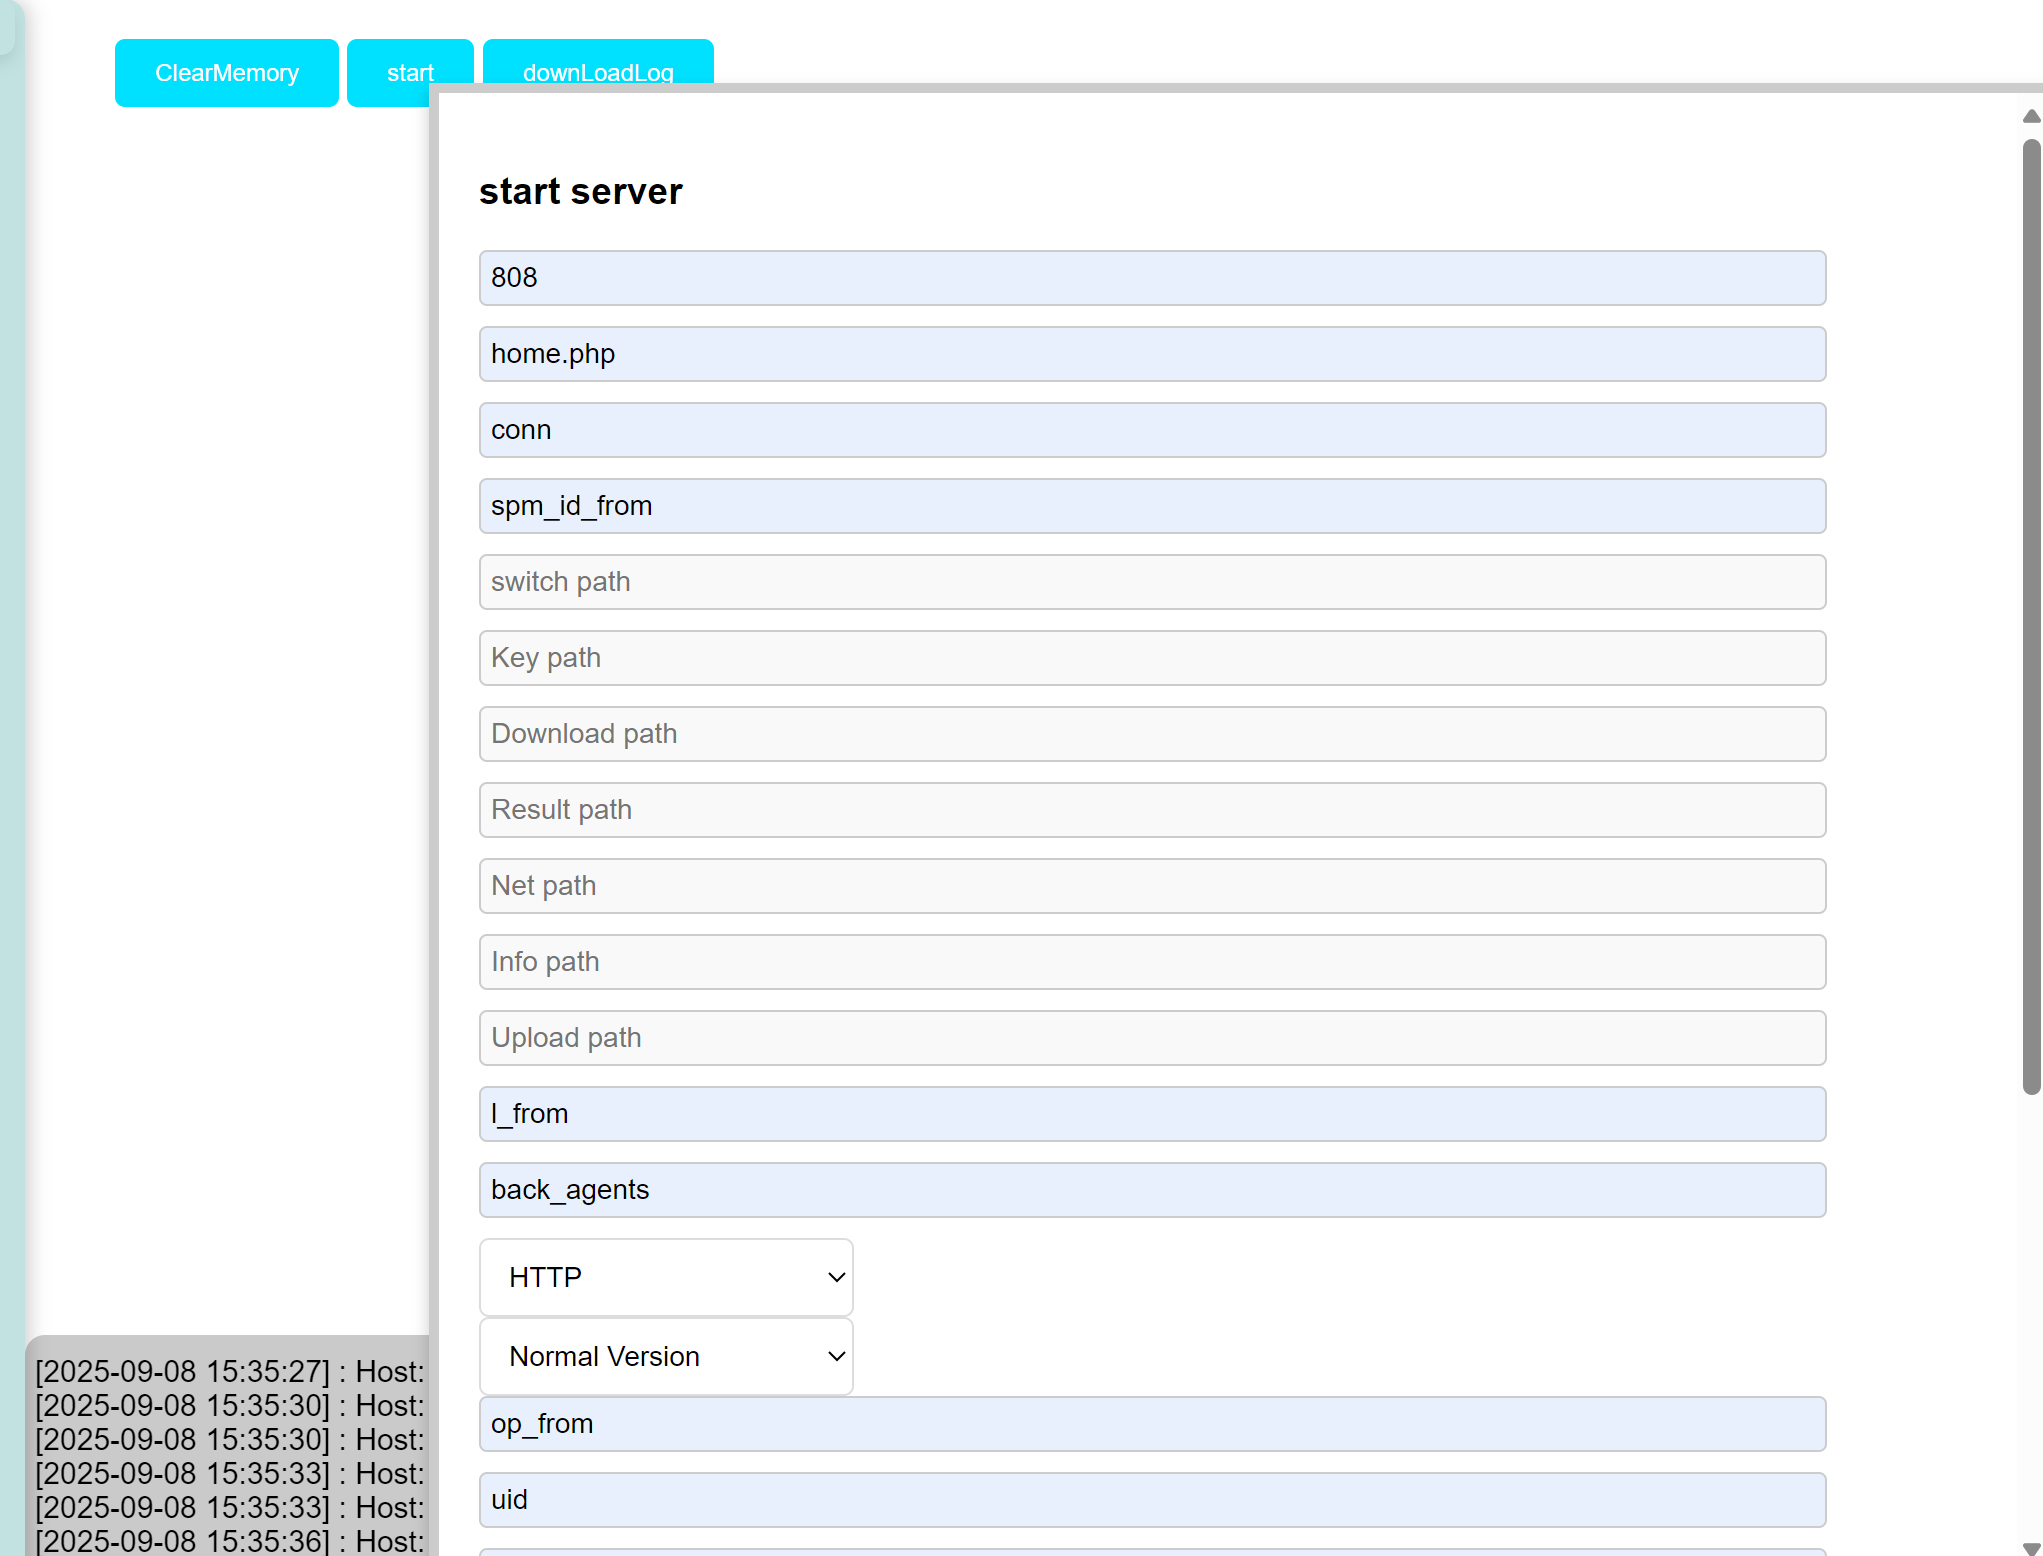 ClearMemory start downLoadLog
start server
808
home.php
conn
spm_id_from
switch path
Key path
Download path
Result path
Net path
Info path
Upload path
l_from
back_agents
HTTP
Normal Version
op_from
uid
[2025-09-08 15:35:27] : Host:
[2025-09-08 15:35:30] : Host:
[2025-09-08 15:35:30] : Host:
[2025-09-08 15:35:33] : Host:
[2025-09-08 15:35:33] : Host:
[2025-09-08 15:35:36] : Host: